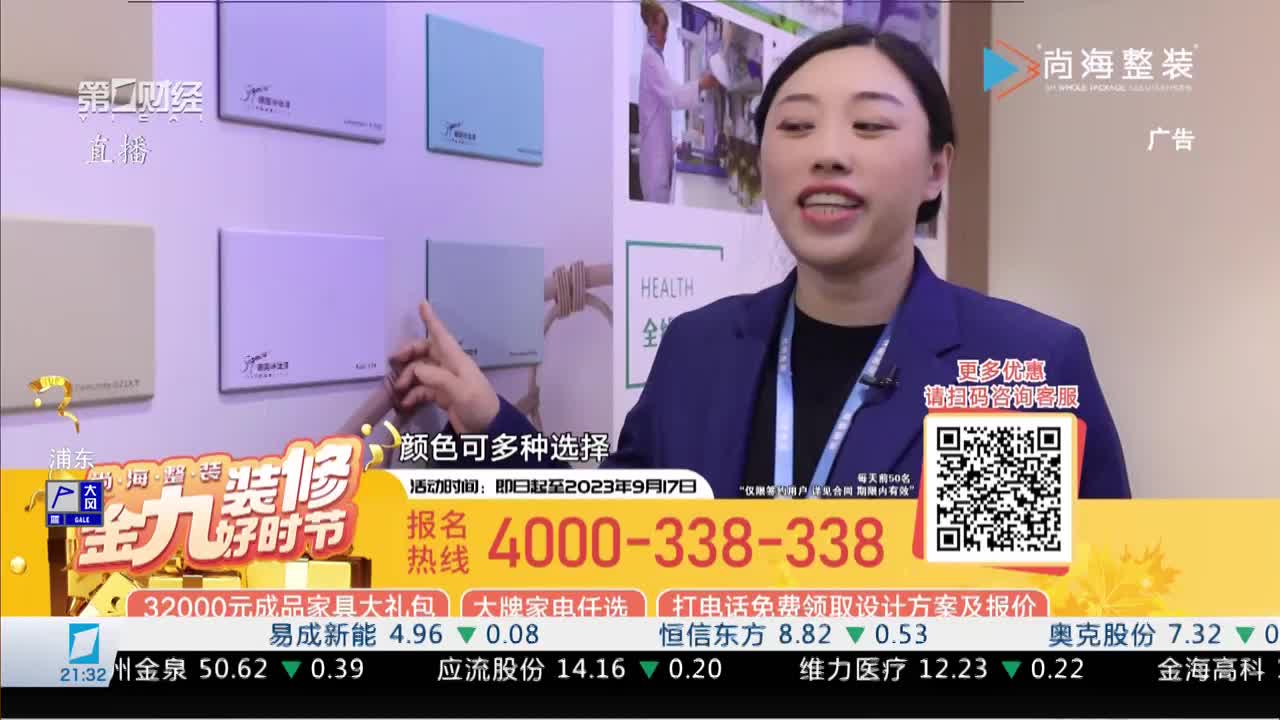 第一财经
直播
尚海整装
广告
HEALTH
更多优惠
请扫码咨询客服
浦东
大风
GALE
尚·海·整·装
金九装修
好时节
颜色可多种选择
活动时间：即日起至2023年9月17日
每天前50名
“仅限签约用户 详见合同 期限内有效”
报名
热线
4000-338-338
32000元成品家具大礼包
大牌家电任选
打电话免费领取设计方案及报价
易成新能 4.96 ▼ 0.08
恒信东方 8.82 ▼ 0.53
奥克股份 7.32 ▼ 0
21:32
州金泉 50.62 ▼ 0.39
应流股份 14.16 ▼ 0.20
维力医疗 12.23 ▼ 0.22
金海高科